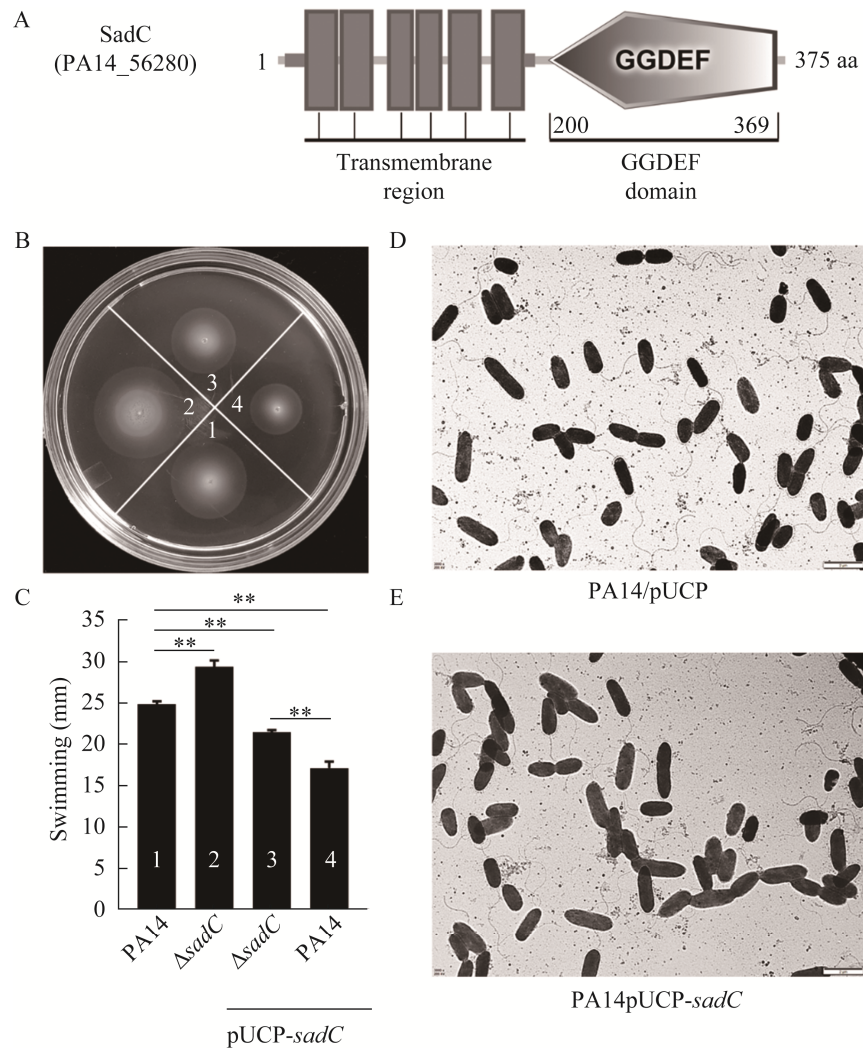 A
SadC
(PA14_56280)
1
GGDEF
375 aa
200
369
Transmembrane
region
GGDEF
domain
B
3
2
4
1
D
PA14/pUCP
C
**
**
**
**
35
30
25
20
15
10
5
0
Swimming (mm)
1
2
3
4
PA14
ΔsadC
ΔsadC
PA14
pUCP-sadC
E
PA14pUCP-sadC